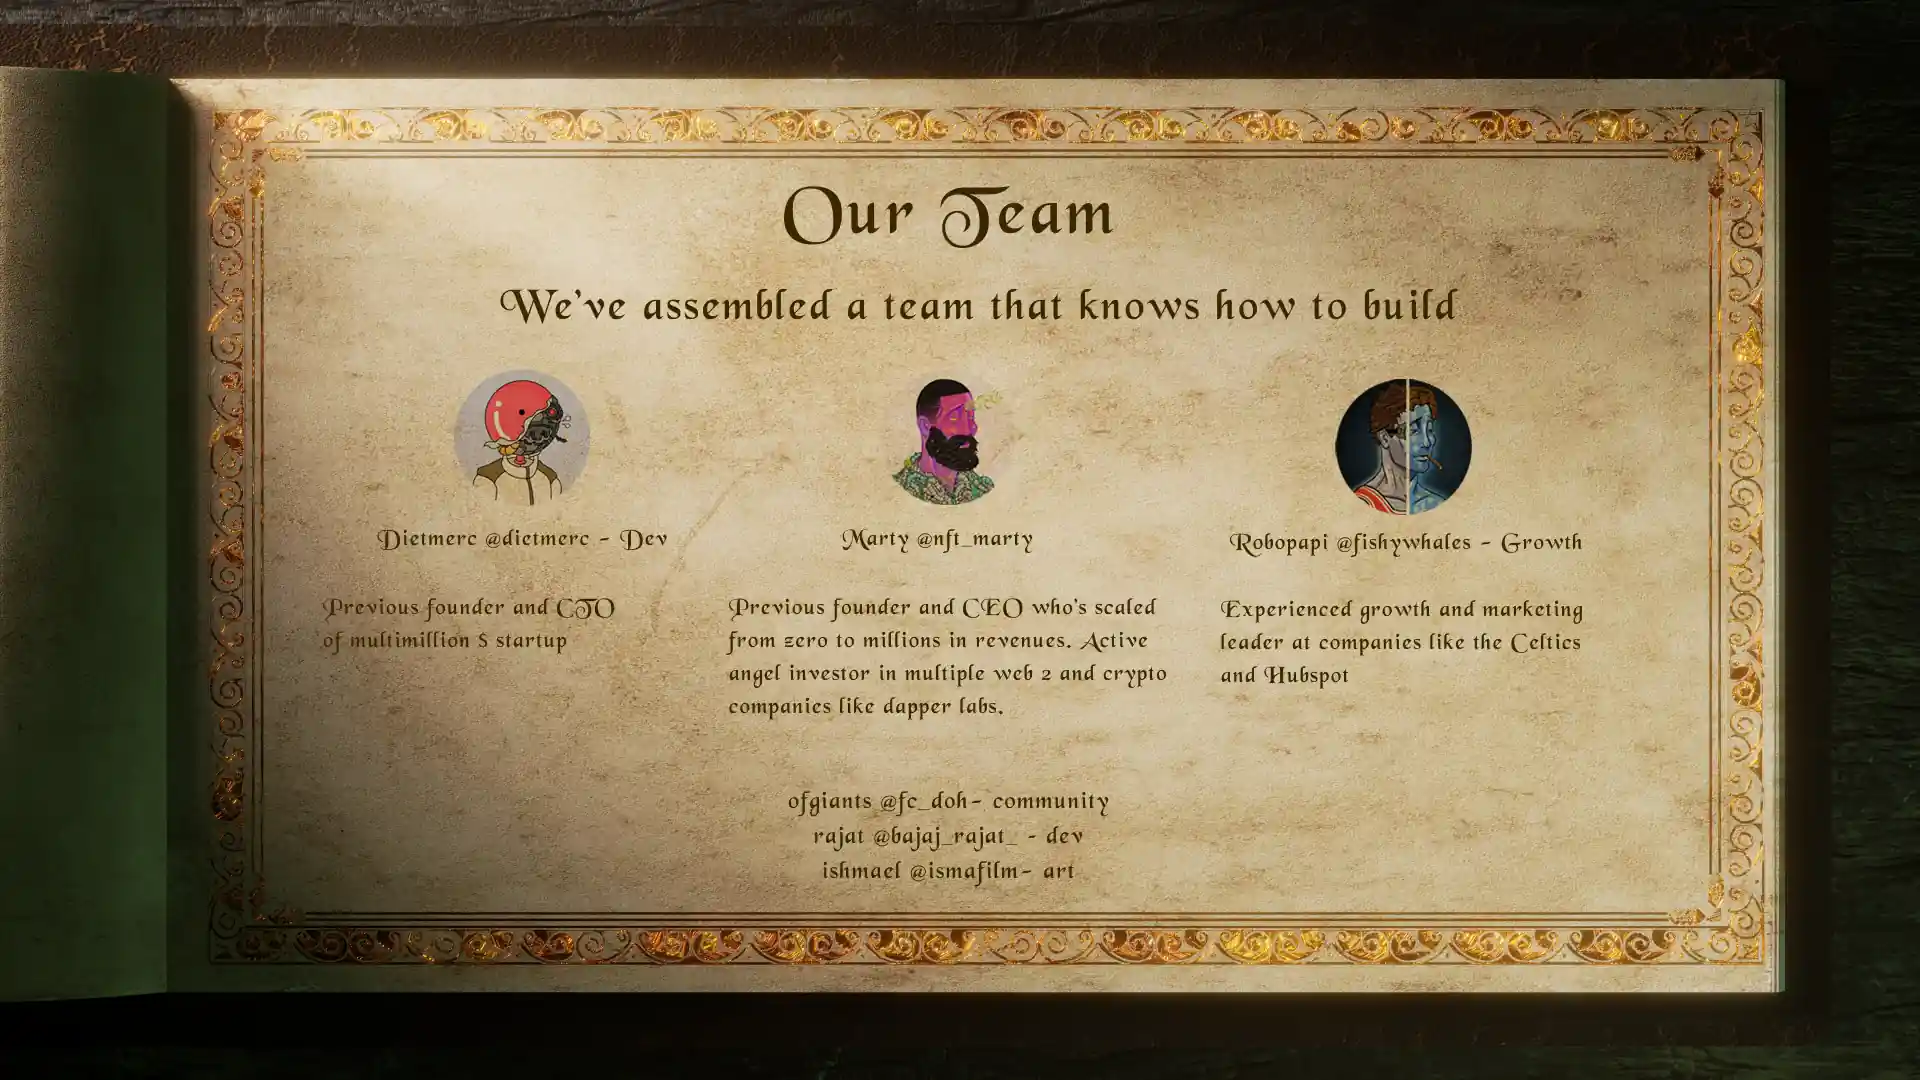 Our Team
We've assembled a team that knows how to build
Dietmerc @dietmerc - Dev
Marty @nft_marty
Robopapi @fishywhales - Growth
Previous founder and CTO
of multimillion $ startup
Previous founder and CEO who's scaled
from zero to millions in revenues. Active
angel investor in multiple web 2 and crypto
companies like dapper labs.
Experienced growth and marketing
leader at companies like the Celtics
and Hubspot
ofgiants @fc_doh- community
rajat @bajaj_rajat_ - dev
ishmael @ismafilm- art